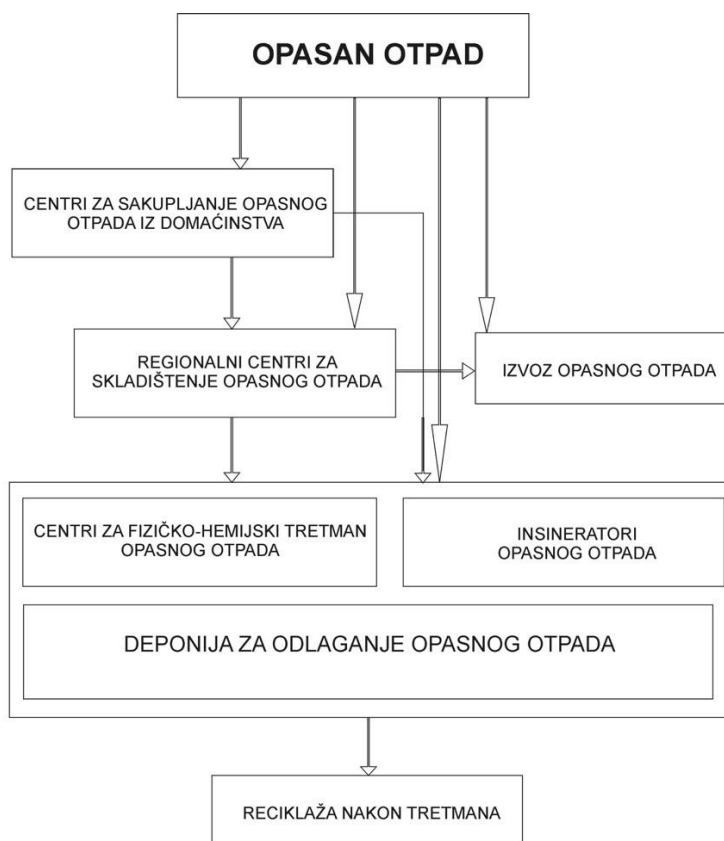 OPASAN OTPAD
CENTRI ZA SAKUPLJANJE OPASNOG
OTPADA IZ DOMAĆINSTVA
REGIONALNI CENTRI ZA
SKLADIŠTENJE OPASNOG OTPADA
IZVOZ OPASNOG OTPADA
CENTRI ZA FIZIČKO-HEMIJSKI TRETMAN
OPASNOG OTPADA
INSINERATORI
OPASNOG OTPADA
DEPONIJA ZA ODLAGANJE OPASNOG OTPADA
RECIKLAŽA NAKON TRETMANA